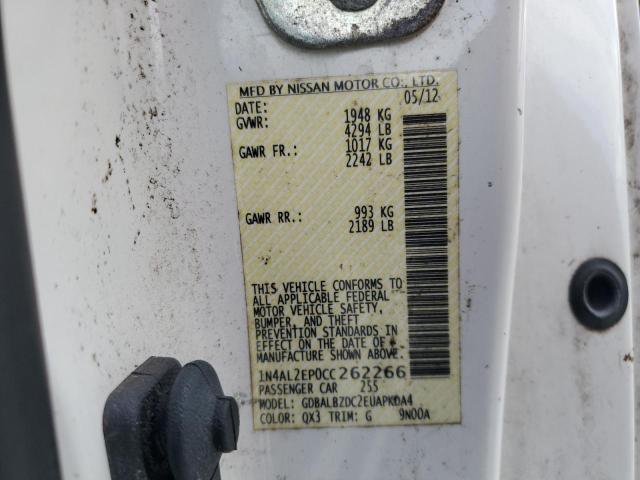 MFD BY NISSAN MOTOR CO., LTD.
DATE: 05/12
GVWR: 1948 KG
4294 LB
GAWR FR.: 1017 KG
2242 LB
GAWR RR.: 993 KG
2189 LB
THIS VEHICLE CONFORMS TO
ALL APPLICABLE FEDERAL
MOTOR VEHICLE SAFETY,
BUMPER, AND THEFT
PREVENTION STANDARDS IN
EFFECT ON THE DATE OF
MANUFACTURE SHOWN ABOVE.
1N4AL2EP0CC262266
PASSENGER CAR 255
MODEL: GDBALBZDC2EUAPKDA4
COLOR: QX3 TRIM: G 9N00A